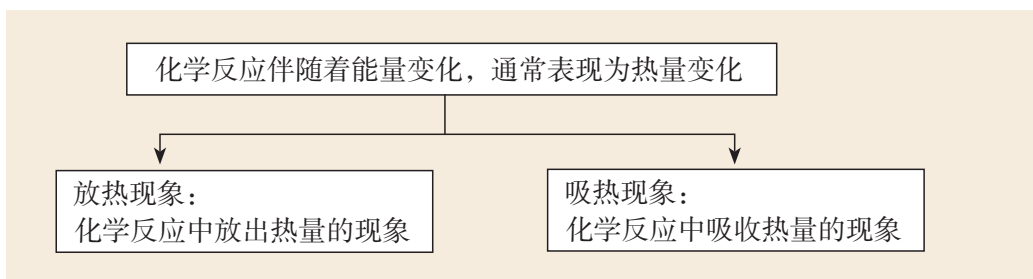 化学反应伴随着能量变化，通常表现为热量变化
放热现象：
化学反应中放出热量的现象
吸热现象：
化学反应中吸收热量的现象